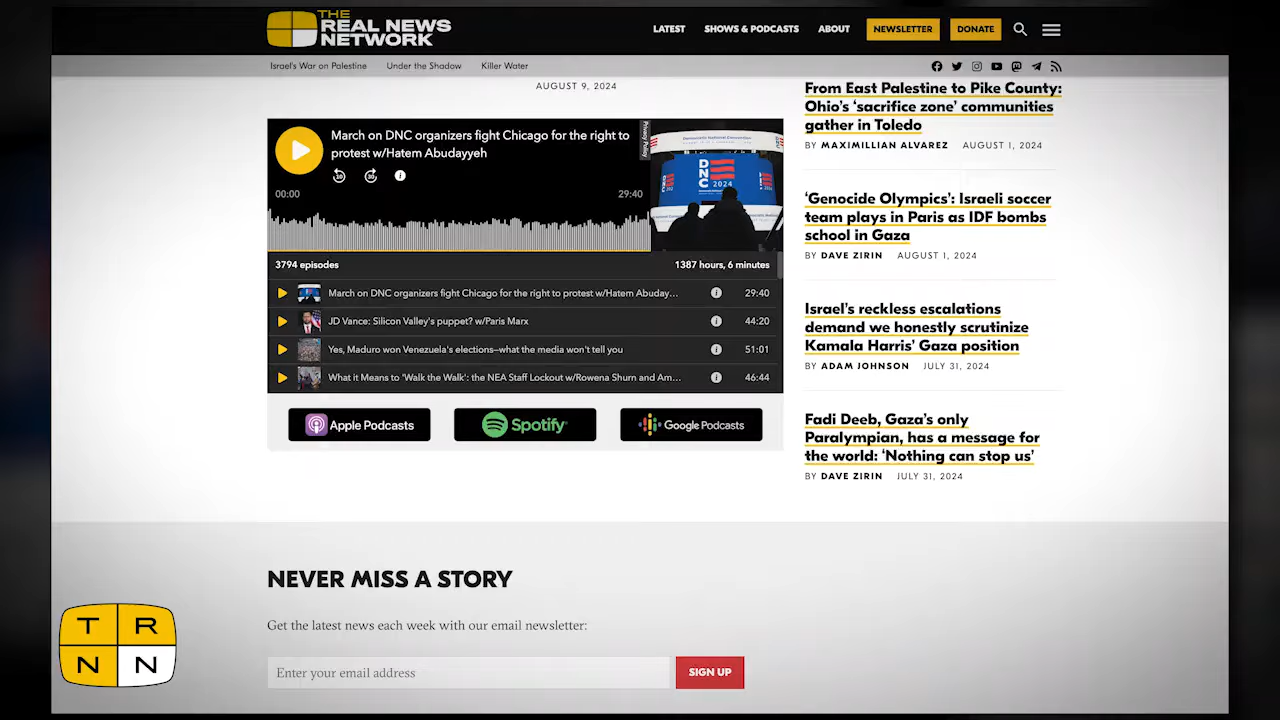 THE
REAL NEWS
NETWORK
LATEST
SHOWS & PODCASTS
ABOUT
NEWSLETTER
DONATE
Israel's War on Palestine
Under the Shadow
Killer Water
AUGUST 9, 2024
March on DNC organizers fight Chicago for the right to
protest w/Hatem Abudayyeh
Privacy Policy
00:00
29:40
Democratic National Convention
DNC
2024
3794 episodes
1387 hours, 6 minutes
March on DNC organizers fight Chicago for the right to protest w/Hatem Abuday...
29:40
JD Vance: Silicon Valley's puppet? w/Paris Marx
44:20
Yes, Maduro won Venezuela's elections—what the media won't tell you
51:01
What it Means to 'Walk the Walk': the NEA Staff Lockout w/Rowena Shurn and Am...
46:44
Apple Podcasts
Spotify
Google Podcasts
From East Palestine to Pike County:
Ohio's 'sacrifice zone' communities
gather in Toledo
BY MAXIMILLIAN ALVAREZ AUGUST 1, 2024
'Genocide Olympics': Israeli soccer
team plays in Paris as IDF bombs
school in Gaza
BY DAVE ZIRIN AUGUST 1, 2024
Israel's reckless escalations
demand we honestly scrutinize
Kamala Harris' Gaza position
BY ADAM JOHNSON JULY 31, 2024
Fadi Deeb, Gaza's only
Paralympian, has a message for
the world: 'Nothing can stop us'
BY DAVE ZIRIN JULY 31, 2024
NEVER MISS A STORY
Get the latest news each week with our email newsletter:
Enter your email address
SIGN UP
T R
N N